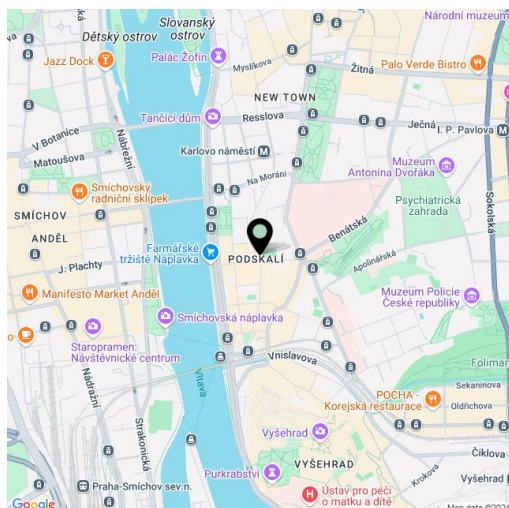 Slovanský
ostrov
Národní muzeum
Dětský ostrov
Jazz Dock
Palác Žofín
Myslíkova
Palo Verde Bistro
Žitná
NEW TOWN
Tančící dům
Resslova
Ječná
I. P. Pavlova
V Botanice
Nábřežní
Matoušova
Karlovo náměstí
Na Moráni
Muzeum
Antonína Dvořáka
Sokolská
Smíchovský
radniční sklípek
Psychiatrická
zahrada
SMÍCHOV
Benátská
ANDĚL
Farmářské
tržiště Náplavka
PODSKALÍ
Apolinářská
J. Plachty
Manifesto Market Anděl
Muzeum Policie
České republiky
Smíchovská náplavka
Staropramen:
Návštěvnické centrum
Vnislavova
Folimar
Nádražní
Vltava
Sekaninova
POCHA -
Korejská restaurace
Oldřichova
Strakonická
Vyšehrad
Čiklova
Purkrabství
VYŠEHRAD
Krokova
Vyšehrad
Praha-Smíchov sev.n.
Ústav pro péči
o matku a dítě
Google
Map data ©2024